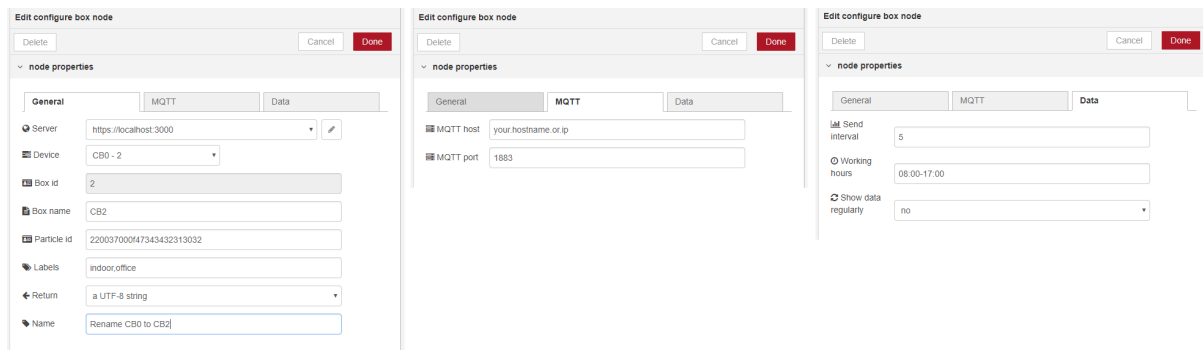 Edit configure box node
Delete
Cancel
Done
node properties
General
MQTT
Data
Server
https://localhost:3000
Device
CB0 - 2
Box id
2
Box name
CB2
Particle id
220037000f47343432313032
Labels
indoor,office
Return
a UTF-8 string
Name
Rename CB0 to CB2
Edit configure box node
Delete
Cancel
Done
node properties
General
MQTT
Data
MQTT host
your.hostname.or.ip
MQTT port
1883
Edit configure box node
Delete
Cancel
Done
node properties
General
MQTT
Data
Send
interval
5
Working
hours
08:00-17:00
Show data
regularly
no